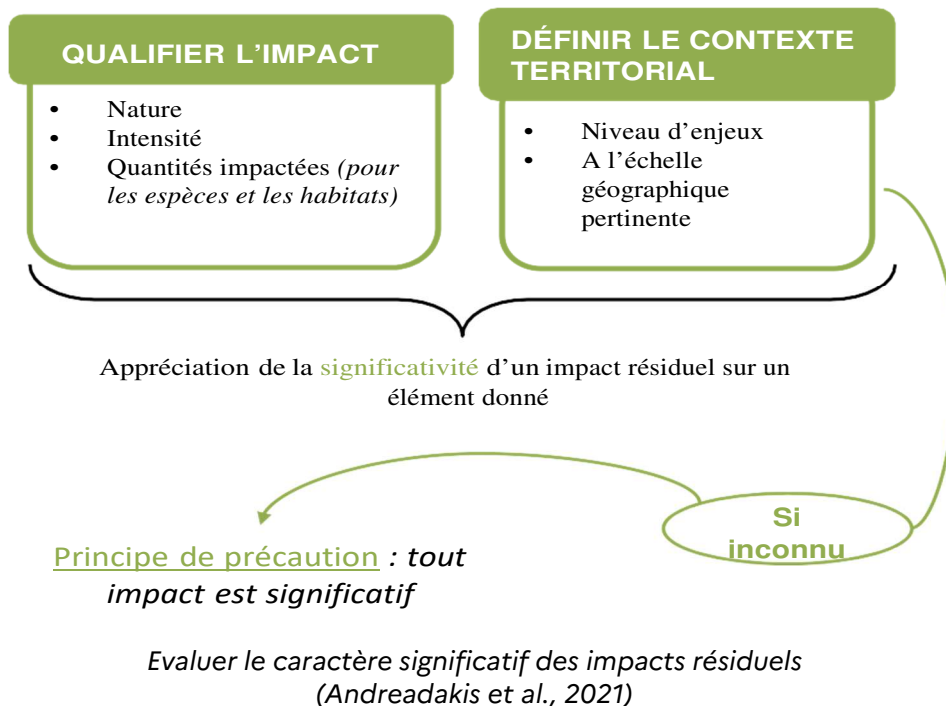 QUALIFIER L’IMPACT
• Nature
• Intensité
• Quantités impactées (pour
les espèces et les habitats)
DÉFINIR LE CONTEXTE
TERRITORIAL
• Niveau d’enjeux
• A l’échelle
géographique
pertinente
Appréciation de la significativité d’un impact résiduel sur un
élément donné
Si
inconnu
Principe de précaution : tout
impact est significatif
Evaluer le caractère significatif des impacts résiduels
(Andreadakis et al., 2021)